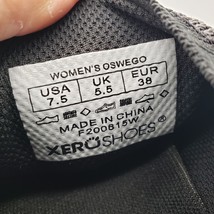 WOMEN'S OSWEGO
USA UK EUR
7.5 5.5 38
MADE IN CHINA
F200815W
XEROSHOES®